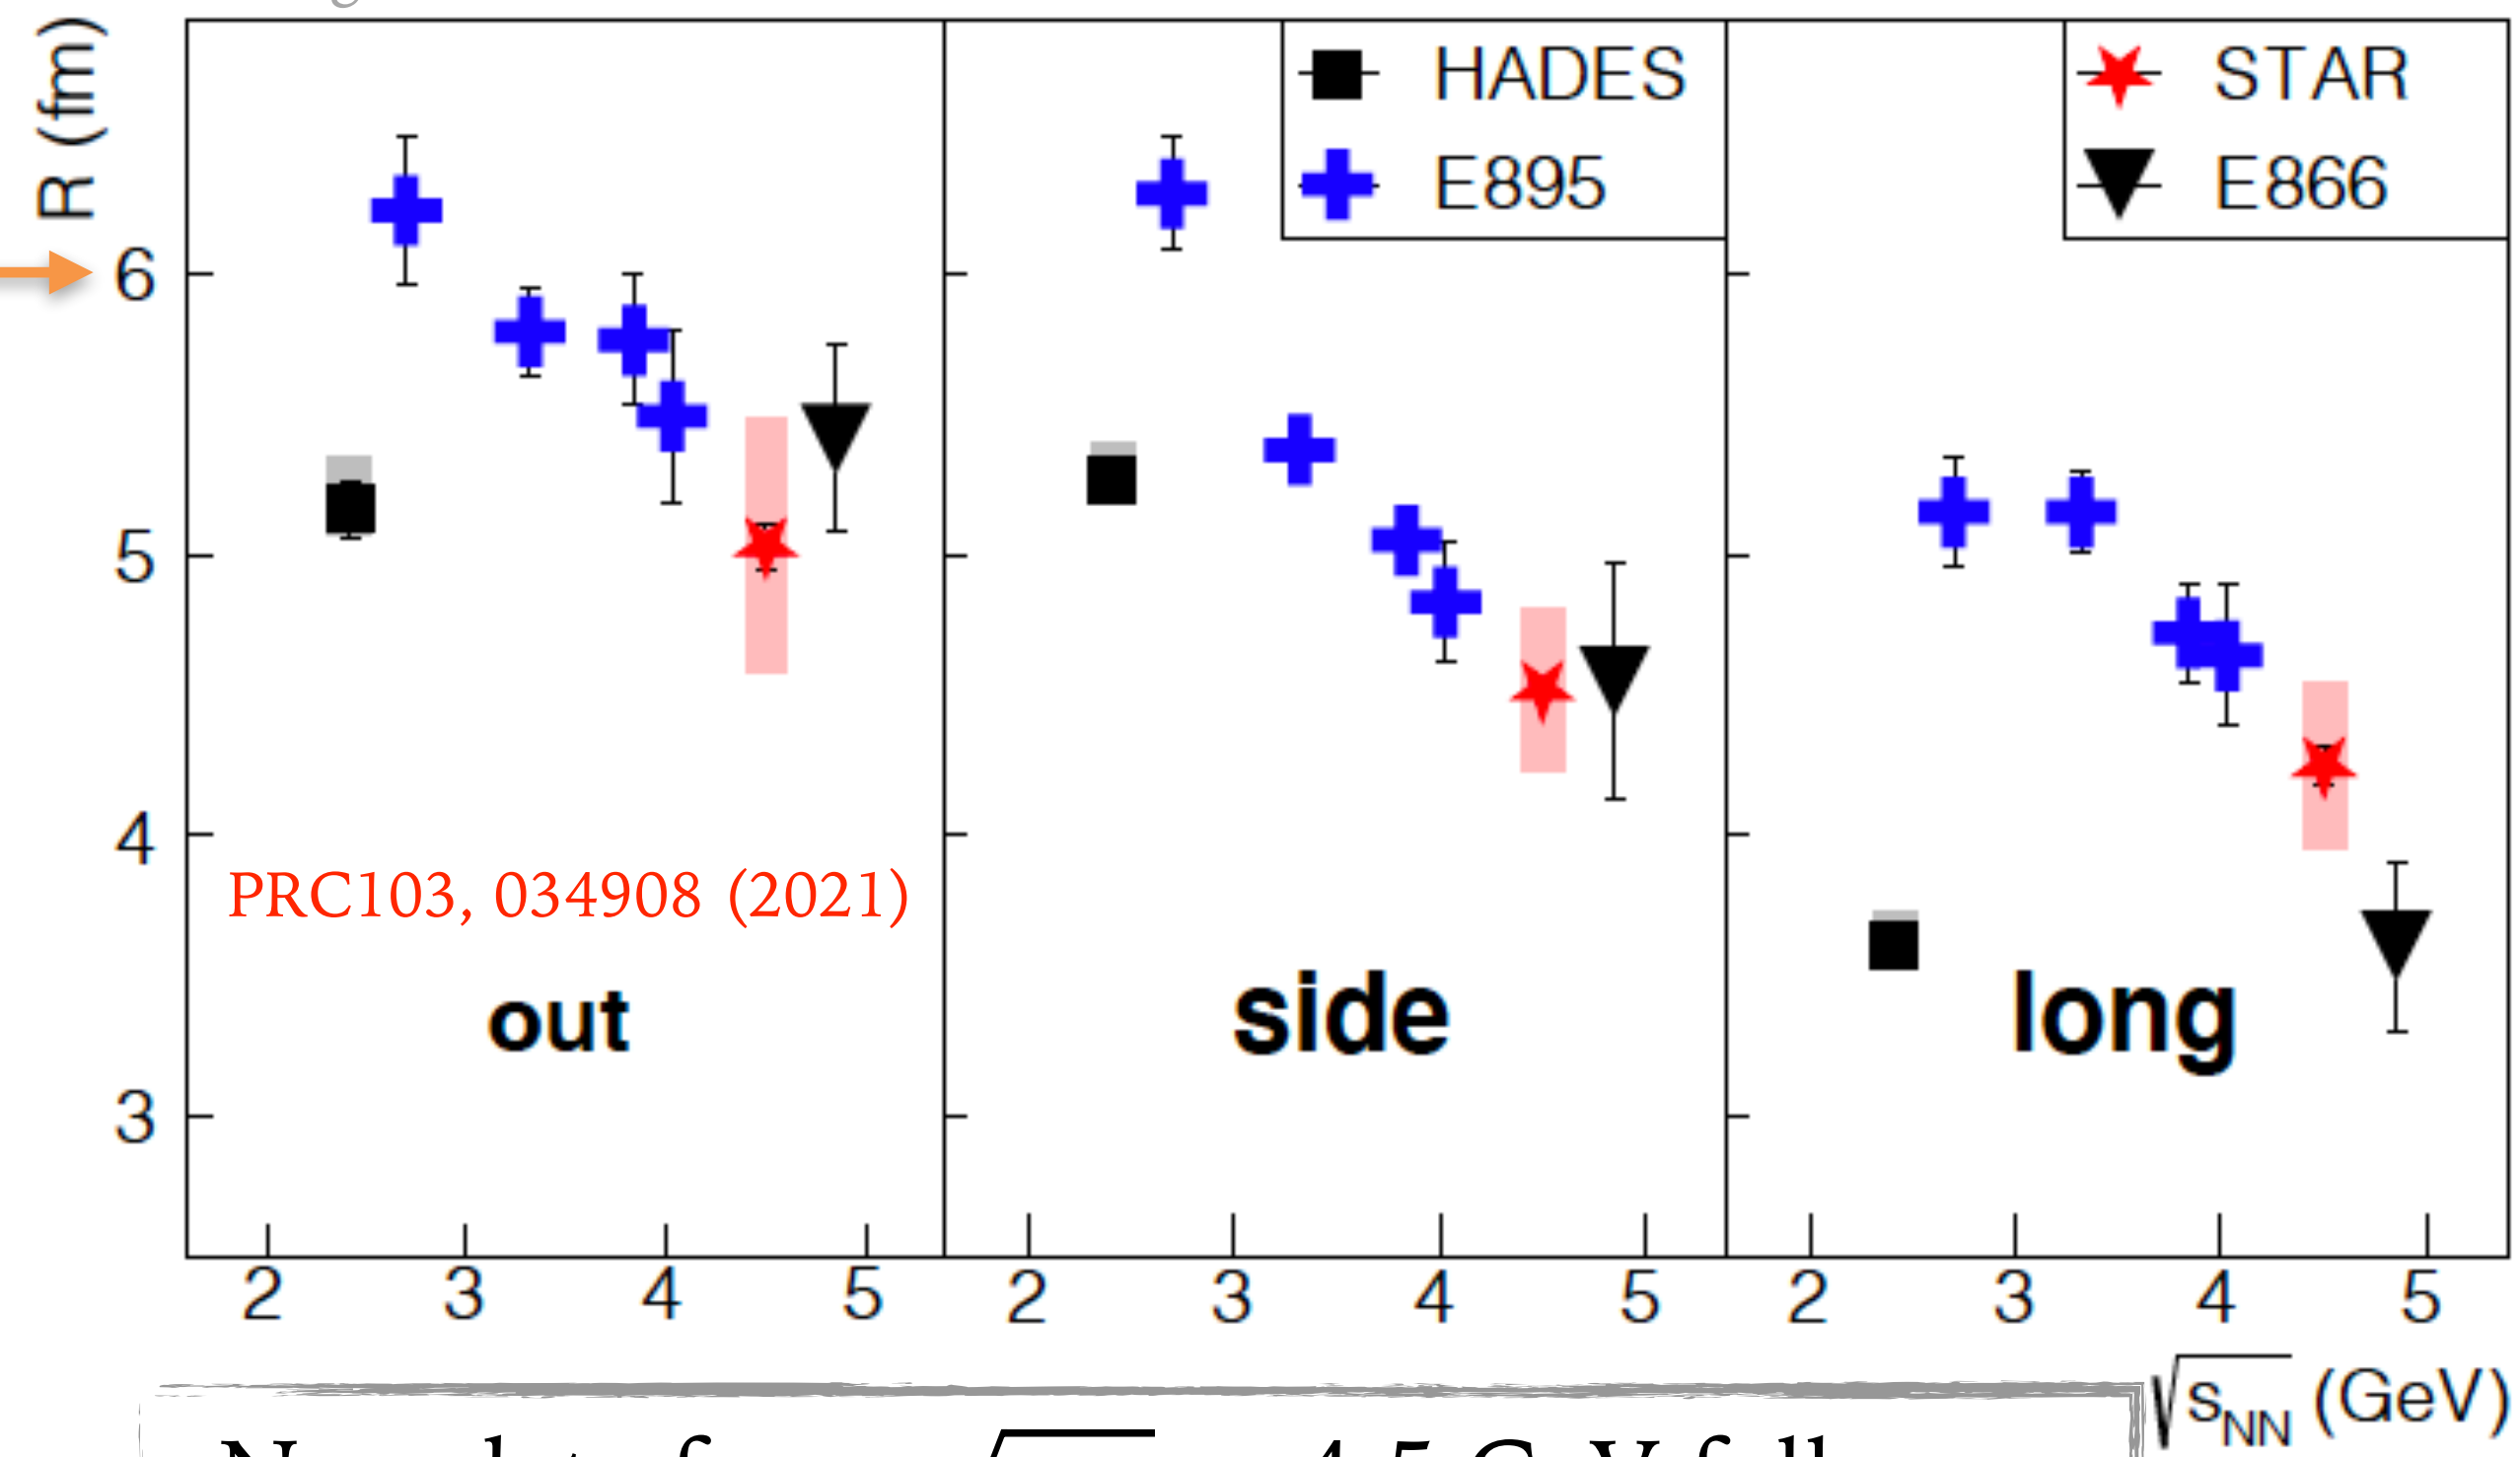 R (fm)
HADES
E895
STAR
E866
6
5
4
3
PRC103, 034908 (2021)
out
side
long
2 3 4 5 2 3 4 5 2 3 4 5
√sNN (GeV)